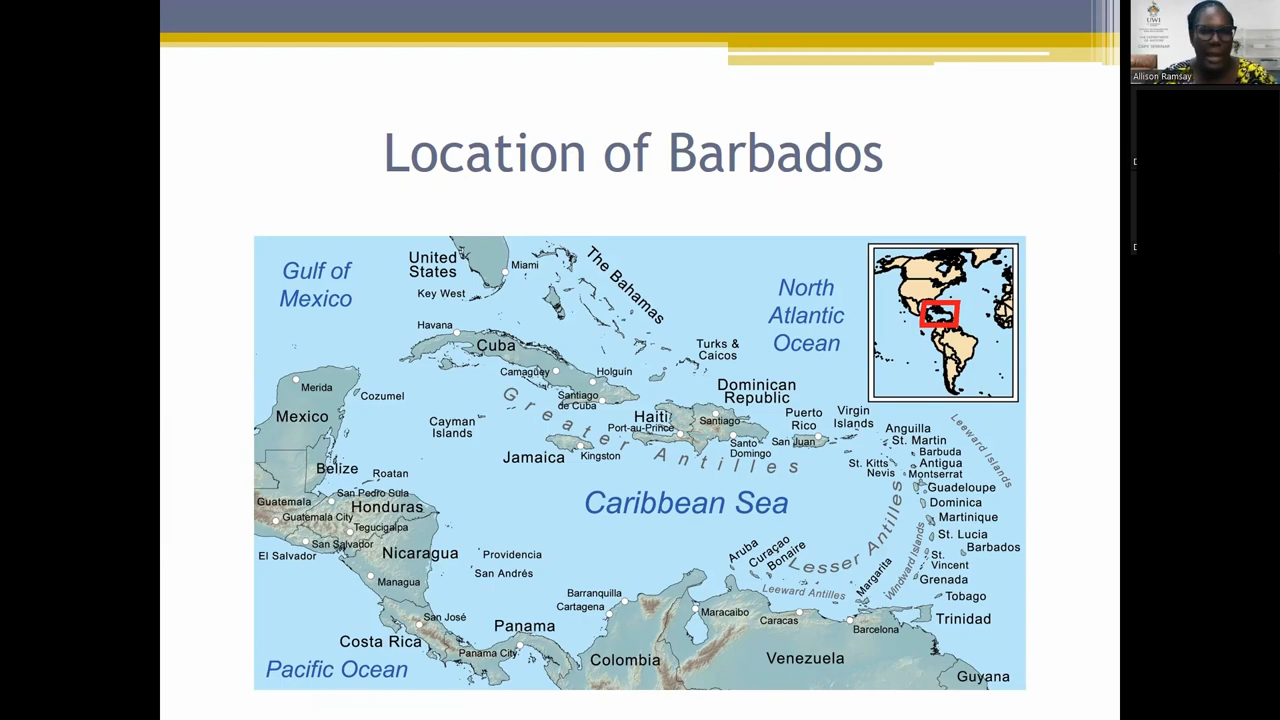 Location of Barbados
Gulf of
Mexico
United
States
Miami
Key West
The Bahamas
North
Atlantic
Ocean
Havana
Cuba
Turks &
Caicos
Camagüey
Holguín
Santiago
de Cuba
Merida
Cozumel
Mexico
Cayman
Islands
Greater Antilles
Haiti
Port-au-Prince
Dominican
Republic
Santiago
Santo
Domingo
Puerto
Rico
San Juan
Virgin
Islands
Jamaica
Kingston
Anguilla
St. Martin
Barbuda
Antigua
Montserrat
St. Kitts
Nevis
Leeward Islands
Guadeloupe
Dominica
Martinique
St. Lucia
Barbados
St.
Vincent
Grenada
Tobago
Trinidad
Belize
Roatan
San Pedro Sula
Guatemala
Honduras
Guatemala City
Tegucigalpa
San Salvador
El Salvador
Nicaragua
Managua
Caribbean Sea
Providencia
San Andrés
Aruba
Curaçao
Bonaire
Lesser Antilles
Leeward Antilles
Windward Islands
Margarita
Barranquilla
Cartagena
Maracaibo
Caracas
Barcelona
San José
Costa Rica
Panama
Panama City
Pacific Ocean
Colombia
Venezuela
Guyana
UWI
Allison Ramsay
D
D